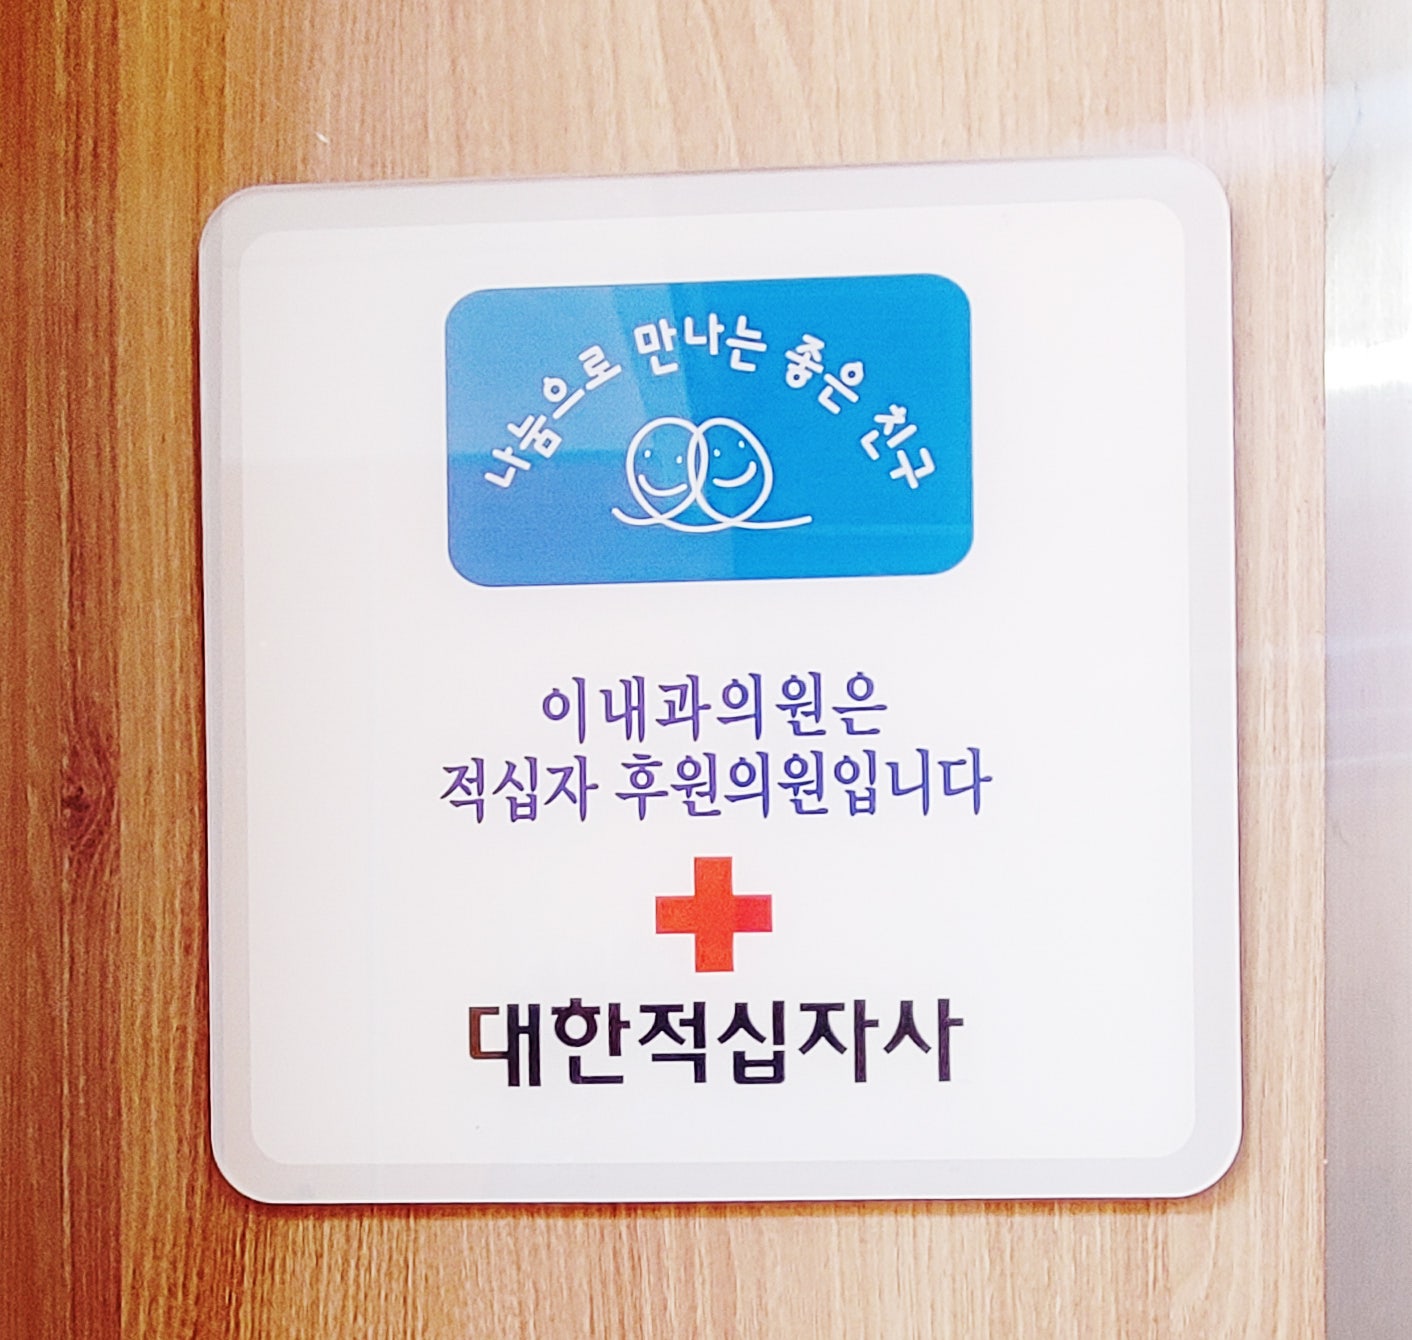 나눔으로 만나는 좋은 친구
이내과의원은
적십자 후원의원입니다
대한적십자사